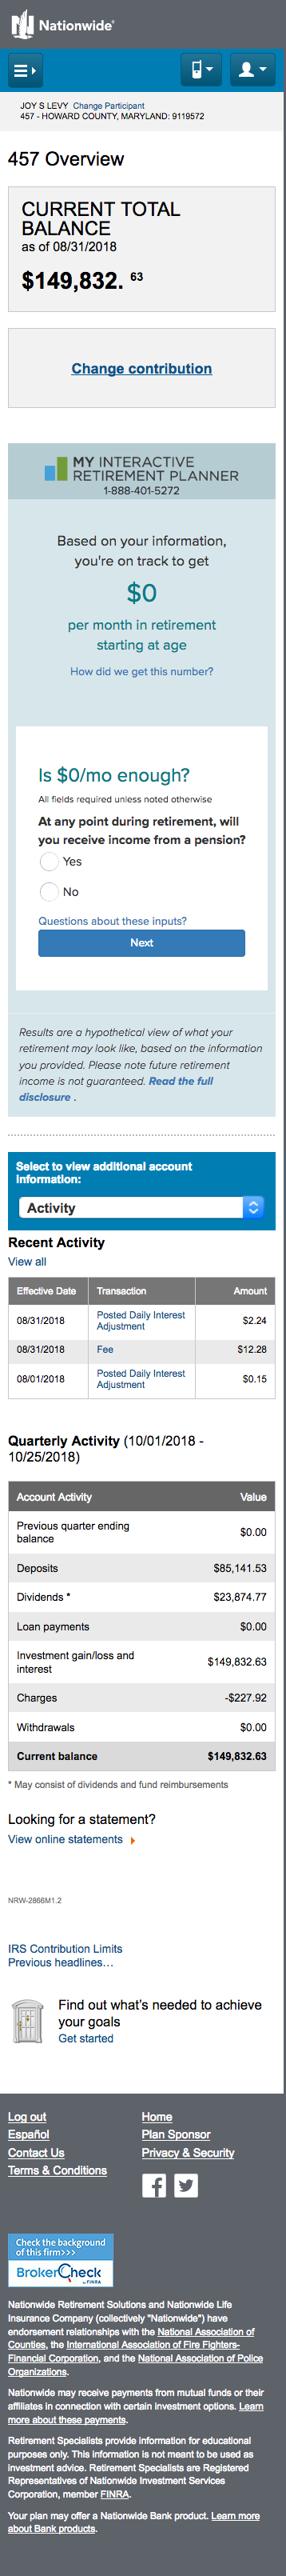 Nationwide®
JOY S LEVY Change Participant
457 - HOWARD COUNTY, MARYLAND: 9119572
457 Overview
CURRENT TOTAL
BALANCE
as of 08/31/2018
$149,832. 63
Change contribution
MY INTERACTIVE
RETIREMENT PLANNER
1-888-401-5272
Based on your information,
you're on track to get
$0
per month in retirement
starting at age
How did we get this number?
Is $0/mo enough?
All fields required unless noted otherwise
At any point during retirement, will
you receive income from a pension?
Yes
No
Questions about these inputs?
Next
Results are a hypothetical view of what your
retirement may look like, based on the information
you provided. Please note future retirement
income is not guaranteed. Read the full
disclosure .
Select to view additional account
information:
Activity
Recent Activity
View all
Effective Date Transaction Amount
08/31/2018 Posted Daily Interest Adjustment $2.24
08/31/2018 Fee $12.28
08/01/2018 Posted Daily Interest Adjustment $0.15
Quarterly Activity (10/01/2018 -
10/25/2018)
Account Activity Value
Previous quarter ending balance $0.00
Deposits $85,141.53
Dividends * $23,874.77
Loan payments $0.00
Investment gain/loss and interest $149,832.63
Charges -$227.92
Withdrawals $0.00
Current balance $149,832.63
* May consist of dividends and fund reimbursements
Looking for a statement?
View online statements
NRW-2866M1.2
IRS Contribution Limits
Previous headlines…
Find out what's needed to achieve
your goals
Get started
Log out Home
Español Plan Sponsor
Contact Us Privacy & Security
Terms & Conditions
Check the background
of this firm>>>
BrokerCheck
by FINRA
Nationwide Retirement Solutions and Nationwide Life
Insurance Company (collectively "Nationwide") have
endorsement relationships with the National Association of
Counties, the International Association of Fire Fighters-
Financial Corporation, and the National Association of Police
Organizations.
Nationwide may receive payments from mutual funds or their
affiliates in connection with certain investment options. Learn
more about these payments.
Retirement Specialists provide information for educational
purposes only. This information is not meant to be used as
investment advice. Retirement Specialists are Registered
Representatives of Nationwide Investment Services
Corporation, member FINRA.
Your plan may offer a Nationwide Bank product. Learn more
about Bank products.